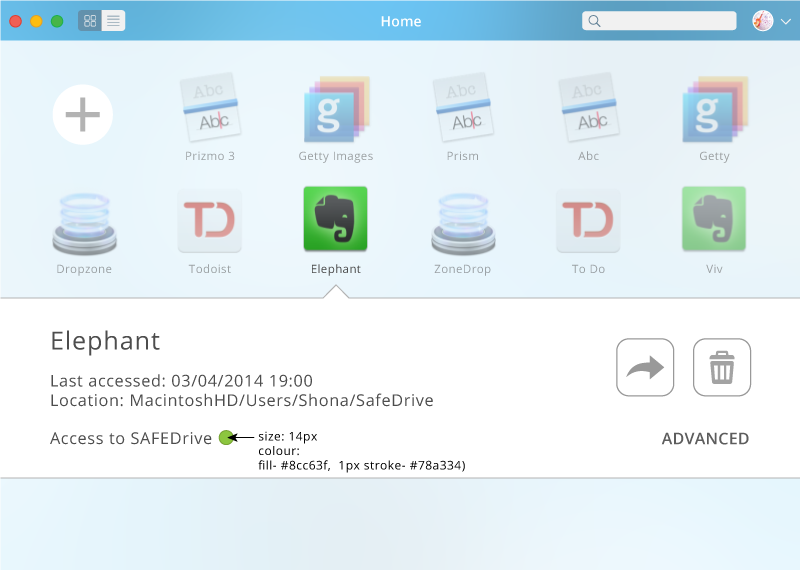 Home
Abc
Abc
g
Abc
Abc
Abc
Abc
g
Prizmo 3
Getty Images
Prism
Abc
Getty
TD
TD
Dropzone
Todoist
Elephant
ZoneDrop
To Do
Viv
Elephant
Last accessed: 03/04/2014 19:00
Location: MacintoshHD/Users/Shona/SafeDrive
Access to SAFEDrive
size: 14px
colour:
fill- #8cc63f, 1px stroke- #78a334)
ADVANCED